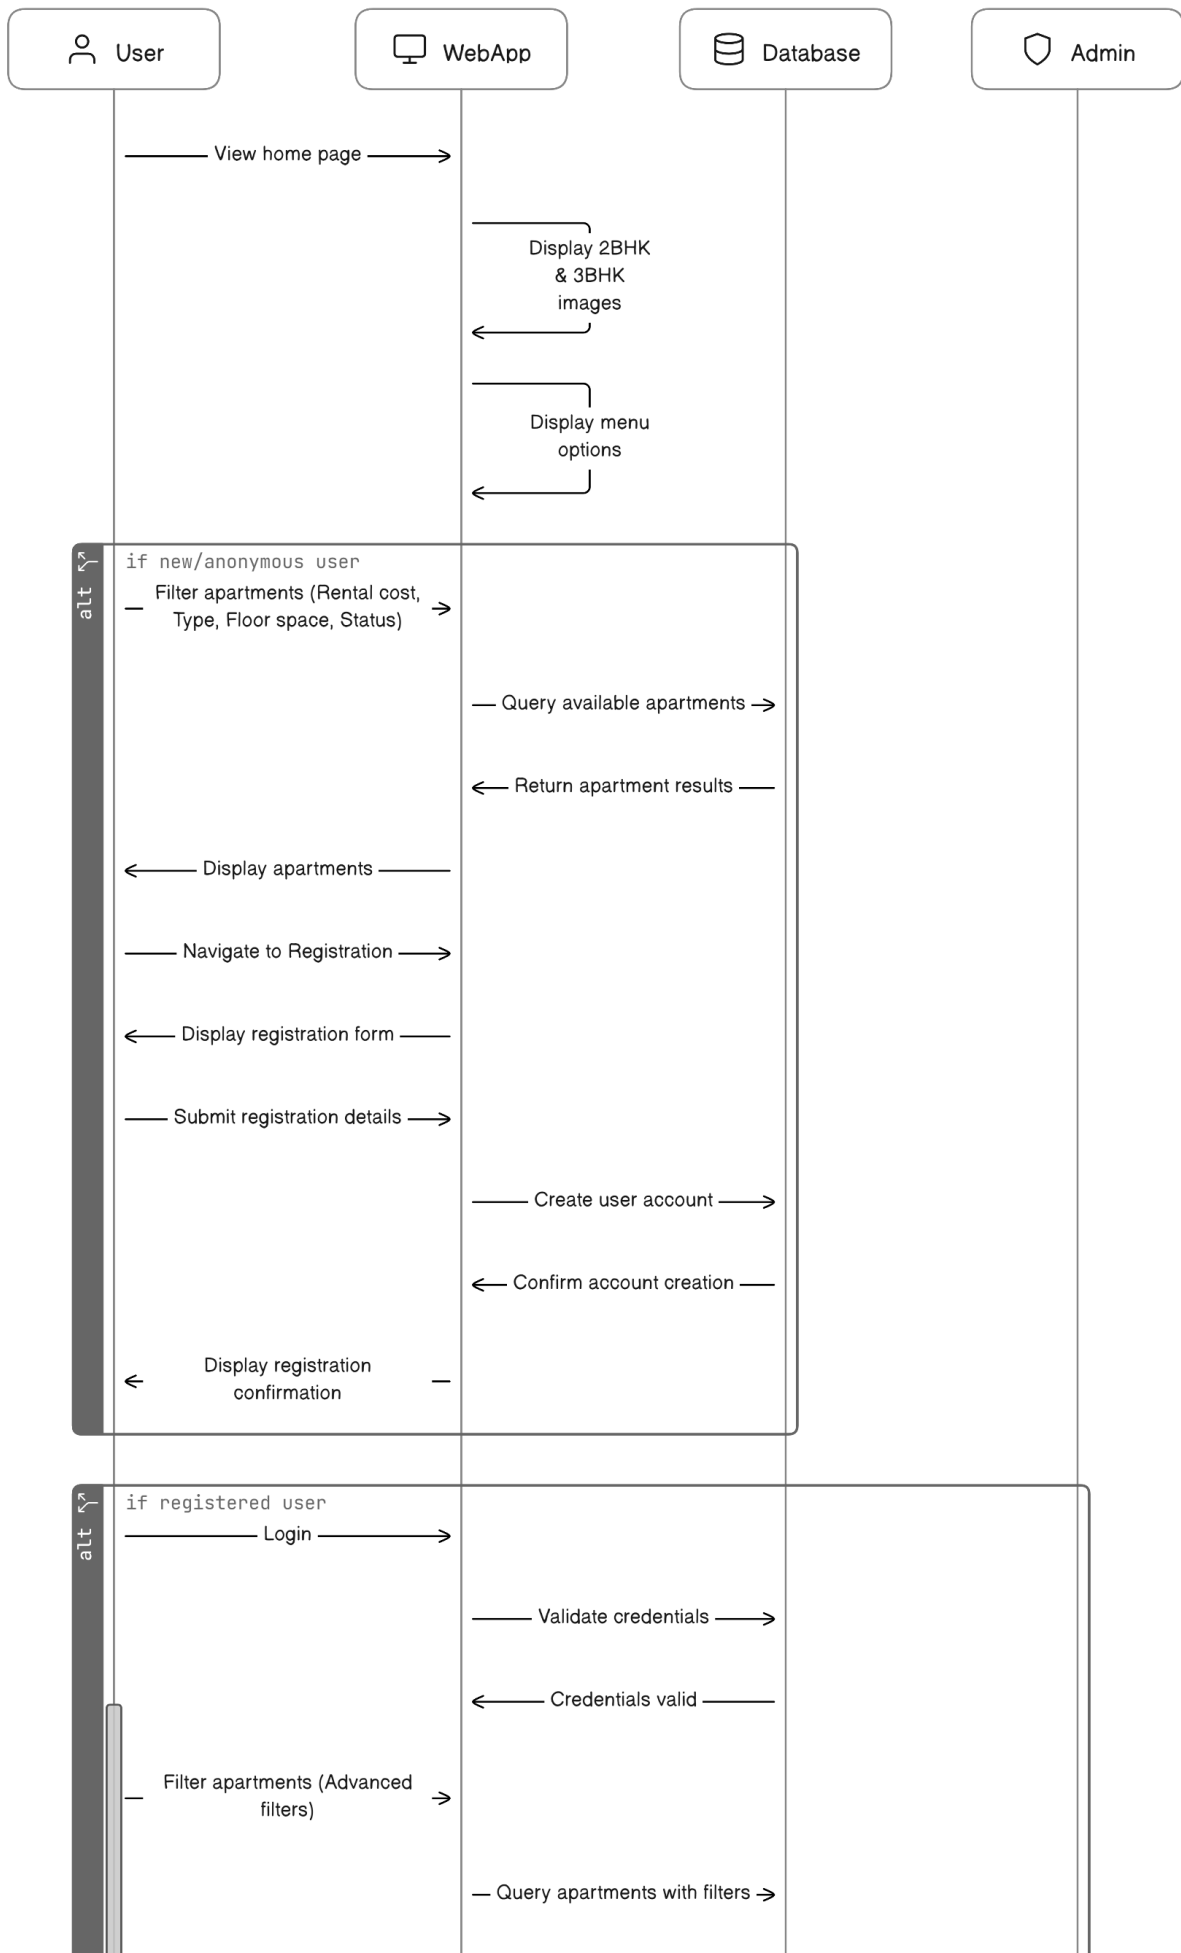 User
WebApp
Database
Admin
View home page
Display 2BHK
& 3BHK
images
Display menu
options
alt
if new/anonymous user
Filter apartments (Rental cost,
Type, Floor space, Status)
Query available apartments
Return apartment results
Display apartments
Navigate to Registration
Display registration form
Submit registration details
Create user account
Confirm account creation
Display registration
confirmation
alt
if registered user
Login
Validate credentials
Credentials valid
Filter apartments (Advanced
filters)
Query apartments with filters